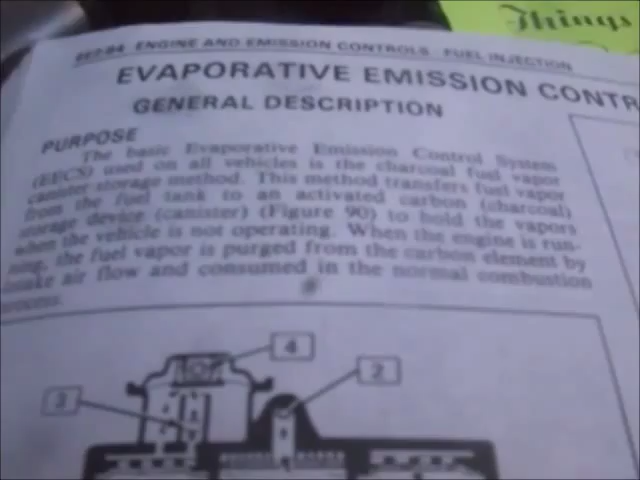 Things
6E2-94 ENGINE AND EMISSION CONTROLS - FUEL INJECTION
EVAPORATIVE EMISSION CONTR
GENERAL DESCRIPTION
PURPOSE
The basic Evaporative Emission Control System
(EECS) used on all vehicles is the charcoal fuel vapor
canister storage method. This method transfers fuel vapor
from the fuel tank to an activated carbon (charcoal)
storage device (canister) (Figure 90) to hold the vapors
when the vehicle is not operating. When the engine is run-
ning, the fuel vapor is purged from the carbon element by
intake air flow and consumed in the normal combustion
process.
4
2
3